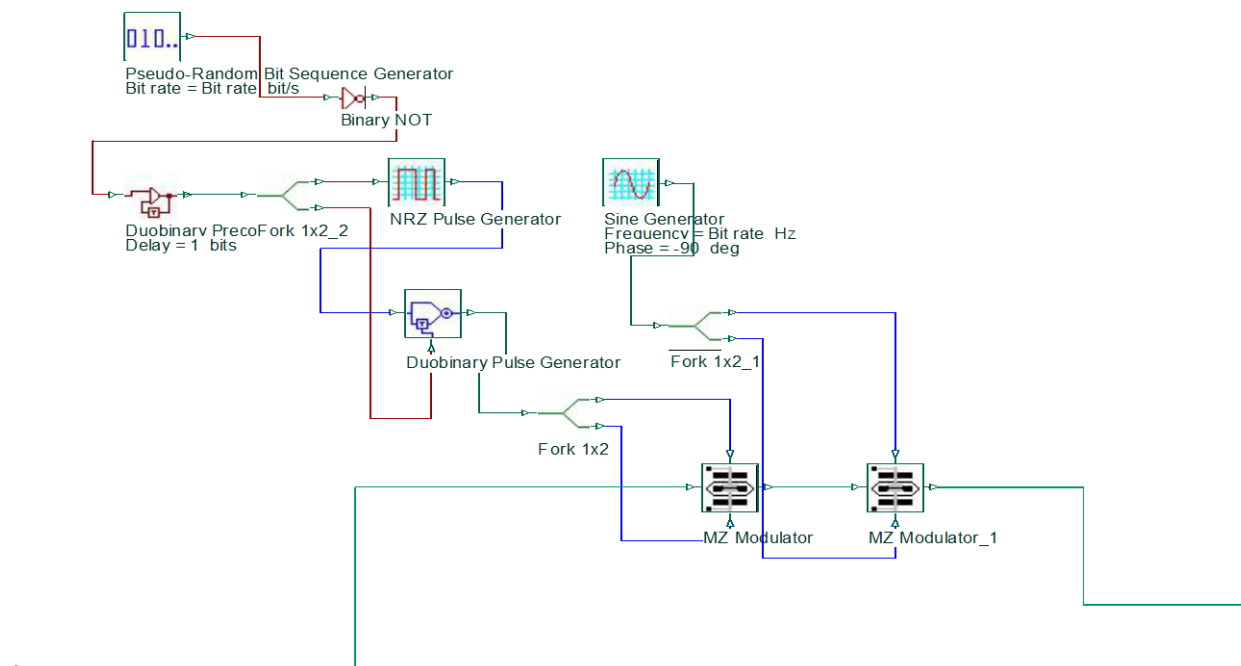 010..
Pseudo-Random Bit Sequence Generator
Bit rate = Bit rate bit/s
Binary NOT
Duobinary Preco
Fork 1x2_2
Delay = 1 bits
NRZ Pulse Generator
Sine Generator
Frequency = Bit rate Hz
Phase = -90 deg
Duobinary Pulse Generator
Fork 1x2_1
Fork 1x2
MZ Modulator
MZ Modulator_1